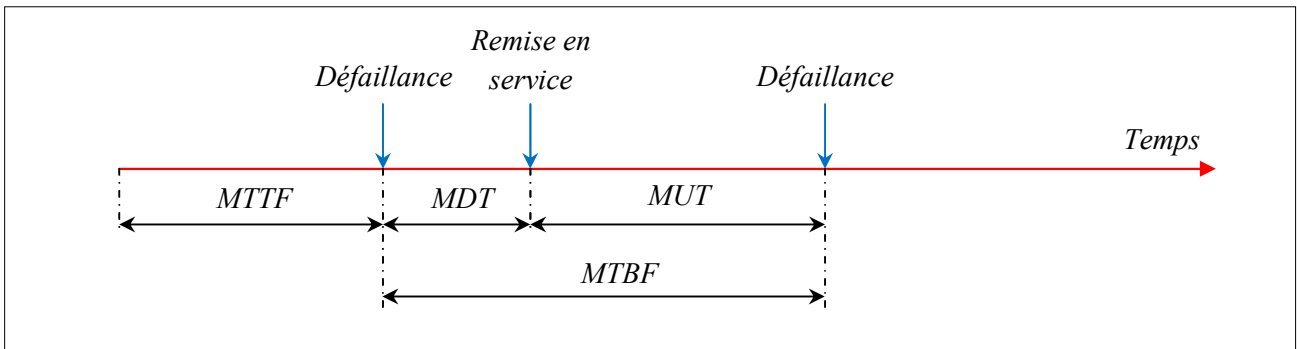 Remise en
service
Défaillance
Défaillance
Temps
MTTF
MDT
MUT
MTBF